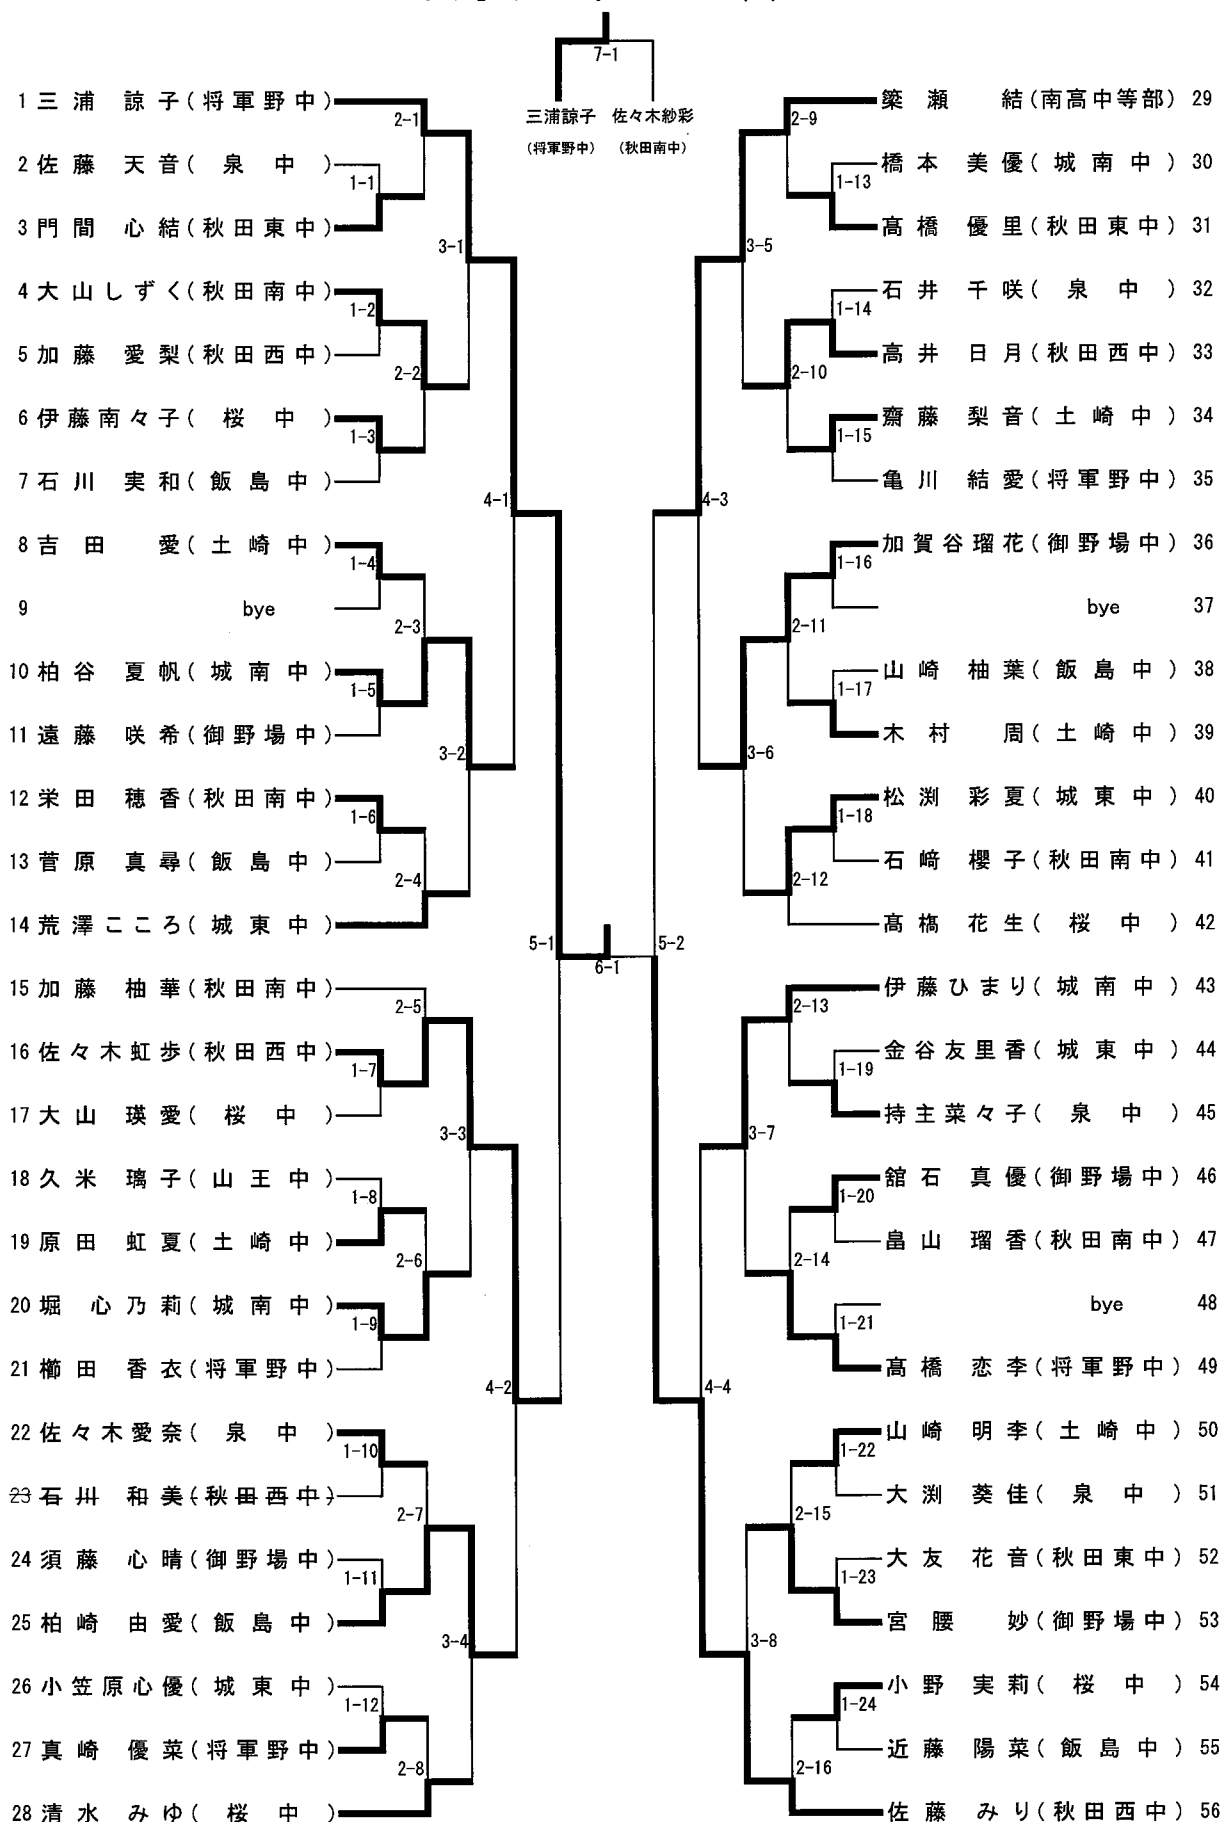 7-1
三浦諒子 佐々木紗彩
(将軍野中) (秋田南中)
1 三浦 諒子(将軍野中)
2-1
2 佐藤 天音(泉中)
1-1
3 門間 心結(秋田東中)
3-1
4 大山しずく(秋田南中)
1-2
5 加藤 愛梨(秋田西中)
2-2
6 伊藤南々子(桜中)
1-3
7 石川 実和(飯島中)
4-1
8 吉田 愛(土崎中)
1-4
9 bye
2-3
10 柏谷 夏帆(城南中)
1-5
11 遠藤 咲希(御野場中)
3-2
12 栄田 穂香(秋田南中)
1-6
13 菅原 真尋(飯島中)
2-4
14 荒澤こころ(城東中)
5-1
15 加藤 柚華(秋田南中)
2-5
16 佐々木虹歩(秋田西中)
1-7
17 大山 瑛愛(桜中)
3-3
18 久米 璃子(山王中)
1-8
19 原田 虹夏(土崎中)
2-6
20 堀 心乃莉(城南中)
1-9
21 櫛田 香衣(将軍野中)
4-2
22 佐々木愛奈(泉中)
1-10
23 石川 和美(秋田西中)
2-7
24 須藤 心晴(御野場中)
1-11
25 柏崎 由愛(飯島中)
3-4
26 小笠原心優(城東中)
1-12
27 真崎 優菜(将軍野中)
2-8
28 清水 みゆ(桜中)
6-1
簗瀬 結(南高中等部) 29
2-9
橋本 美優(城南中) 30
1-13
髙橋 優里(秋田東中) 31
3-5
石井 千咲(泉中) 32
1-14
高井 日月(秋田西中) 33
2-10
齋藤 梨音(土崎中) 34
1-15
亀川 結愛(将軍野中) 35
4-3
加賀谷瑠花(御野場中) 36
1-16
bye 37
2-11
山崎 柚葉(飯島中) 38
1-17
木村 周(土崎中) 39
3-6
松渕 彩夏(城東中) 40
1-18
石﨑 櫻子(秋田南中) 41
2-12
髙橋 花生(桜中) 42
5-2
伊藤ひまり(城南中) 43
2-13
金谷友里香(城東中) 44
1-19
持主菜々子(泉中) 45
3-7
舘石 真優(御野場中) 46
1-20
畠山 瑠香(秋田南中) 47
2-14
bye 48
1-21
髙橋 恋李(将軍野中) 49
4-4
山崎 明李(土崎中) 50
1-22
大渕 葵佳(泉中) 51
2-15
大友 花音(秋田東中) 52
1-23
宮腰 妙(御野場中) 53
3-8
小野 実莉(桜中) 54
1-24
近藤 陽菜(飯島中) 55
2-16
佐藤 みり(秋田西中) 56